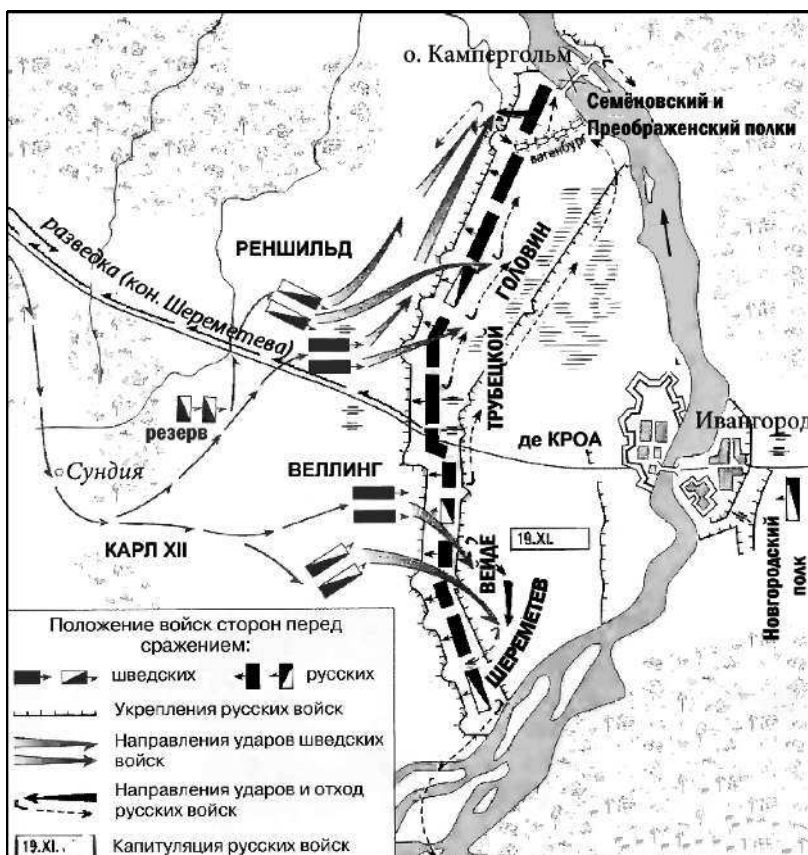 о. Кампергольм
Семёновский и
Преображенский полки
вагенбург
разведка (кон. Шереметева)
РЕНШИЛЬД
ГОЛОВИН
ТРУБЕЦКОЙ
резерв
де КРОА
Ивангород
Сундия
ВЕЛЛИНГ
КАРЛ XII
19.XI.
ВЕЙДЕ
ШЕРЕМЕТЕВ
Новгородский
полк
Положение войск сторон перед
сражением:
шведских
русских
Укрепления русских войск
Направления ударов шведских
войск
Направления ударов и отход
русских войск
19.XI.
Капитуляция русских войск